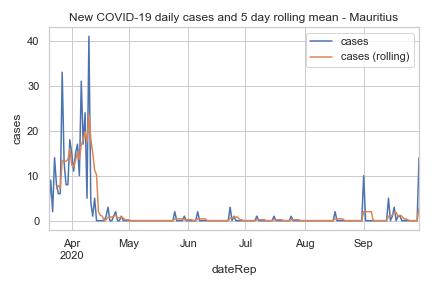 New COVID-19 daily cases and 5 day rolling mean - Mauritius
cases
cases (rolling)
40
30
20
10
0
cases
Apr May Jun Jul Aug Sep
2020
dateRep